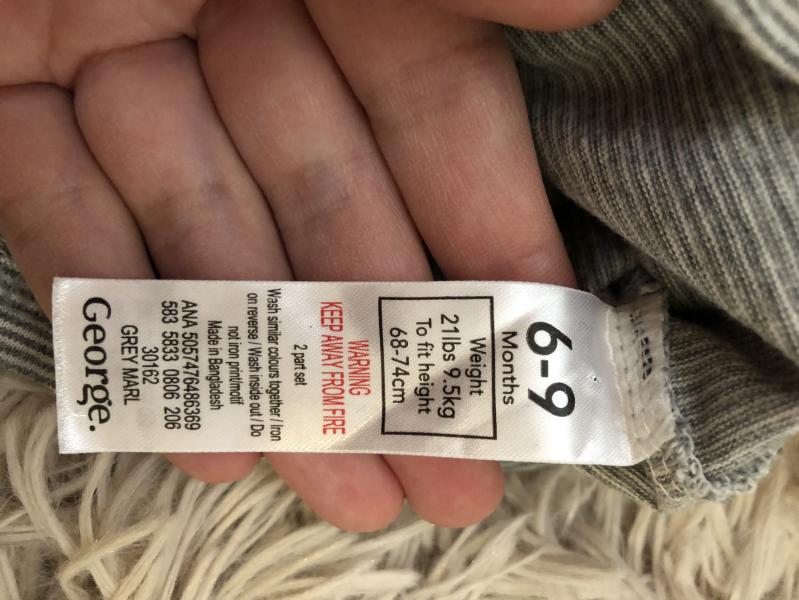 6-9
Months
Weight
21lbs 9.5kg
To fit height
68-74cm
WARNING
KEEP AWAY FROM FIRE
2 part set
Wash similar colours together / Iron
on reverse / Wash inside out / Do
not iron print/motif
Made in Bangladesh
ANA 5057476486369
583 5833 0806 206
30162
GREY MARL
George.